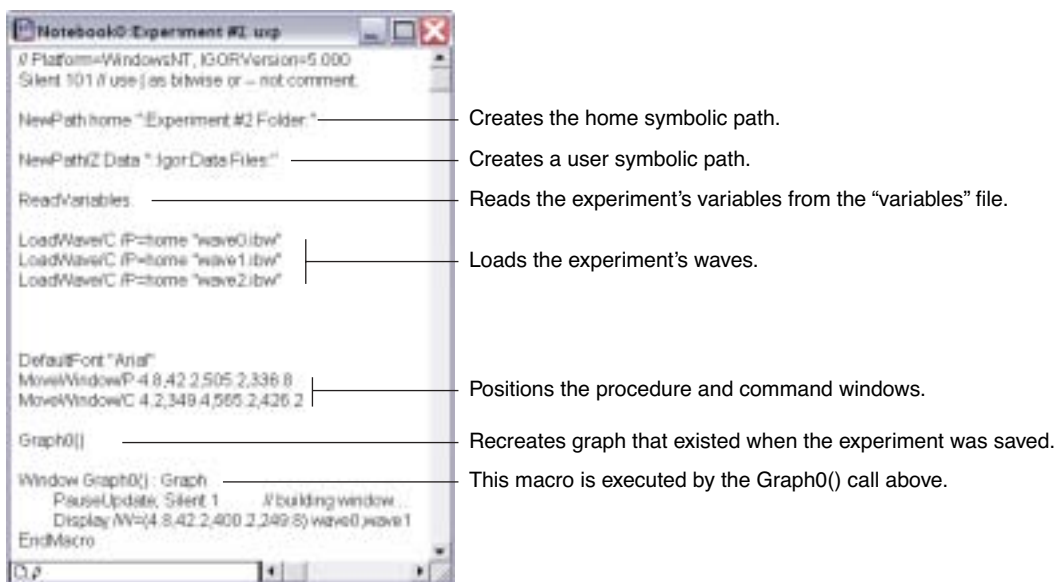 Notebook0:Experiment #2.uxp
// Platform=WindowsNT, IGORVersion=5.000
Silent 101 // use | as bitwise or -- not comment.
NewPath home ":Experiment #2 Folder:"
Creates the home symbolic path.
NewPath/Z Data "::Igor:Data Files:"
Creates a user symbolic path.
ReadVariables
Reads the experiment’s variables from the “variables” file.
LoadWave/C /P=home "wave0.ibw"
LoadWave/C /P=home "wave1.ibw"
LoadWave/C /P=home "wave2.ibw"
Loads the experiment’s waves.
DefaultFont "Arial"
MoveWindow/P 4.8,42.2,505.2,336.8
MoveWindow/C 4.2,349.4,565.2,426.2
Positions the procedure and command windows.
Graph0()
Recreates graph that existed when the experiment was saved.
Window Graph0() : Graph
This macro is executed by the Graph0() call above.
PauseUpdate; Silent 1 // building window...
Display /W=(4.8,42.2,400.2,249.8) wave0,wave1
EndMacro
//